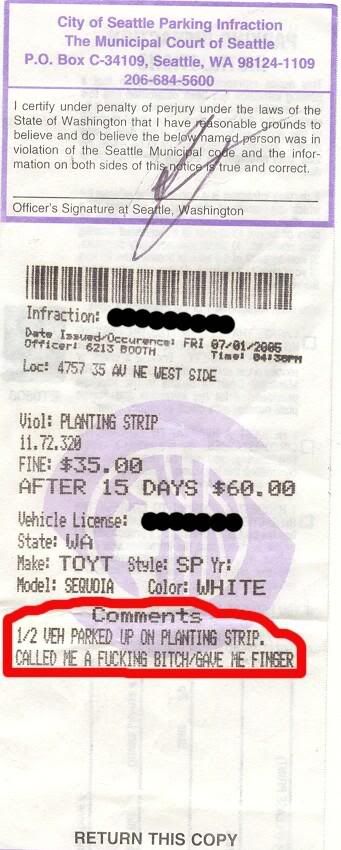 City of Seattle Parking Infraction
The Municipal Court of Seattle
P.O. Box C-34109, Seattle, WA 98124-1109
206-684-5600
I certify under penalty of perjury under the laws of the
State of Washington that I have reasonable grounds to
believe and do believe the below named person was in
violation of the Seattle Municipal code and the infor-
mation on both sides of this notice is true and correct.
Officer's Signature at Seattle, Washington
Infraction:
Date Issued/Occurence: FRI 07/01/2005
Officer: 6213 BOOTH Time: 04:38PM
Loc: 4757 35 AV NE WEST SIDE
Viol: PLANTING STRIP
11.72.320
FINE: $35.00
AFTER 15 DAYS $60.00
Vehicle License:
State: WA
Make: TOYT Style: SP Yr:
Model: SEQUOIA Color: WHITE
Comments
1/2 VEH PARKED UP ON PLANTING STRIP.
CALLED ME A FUCKING BITCH/GAVE ME FINGER
RETURN THIS COPY